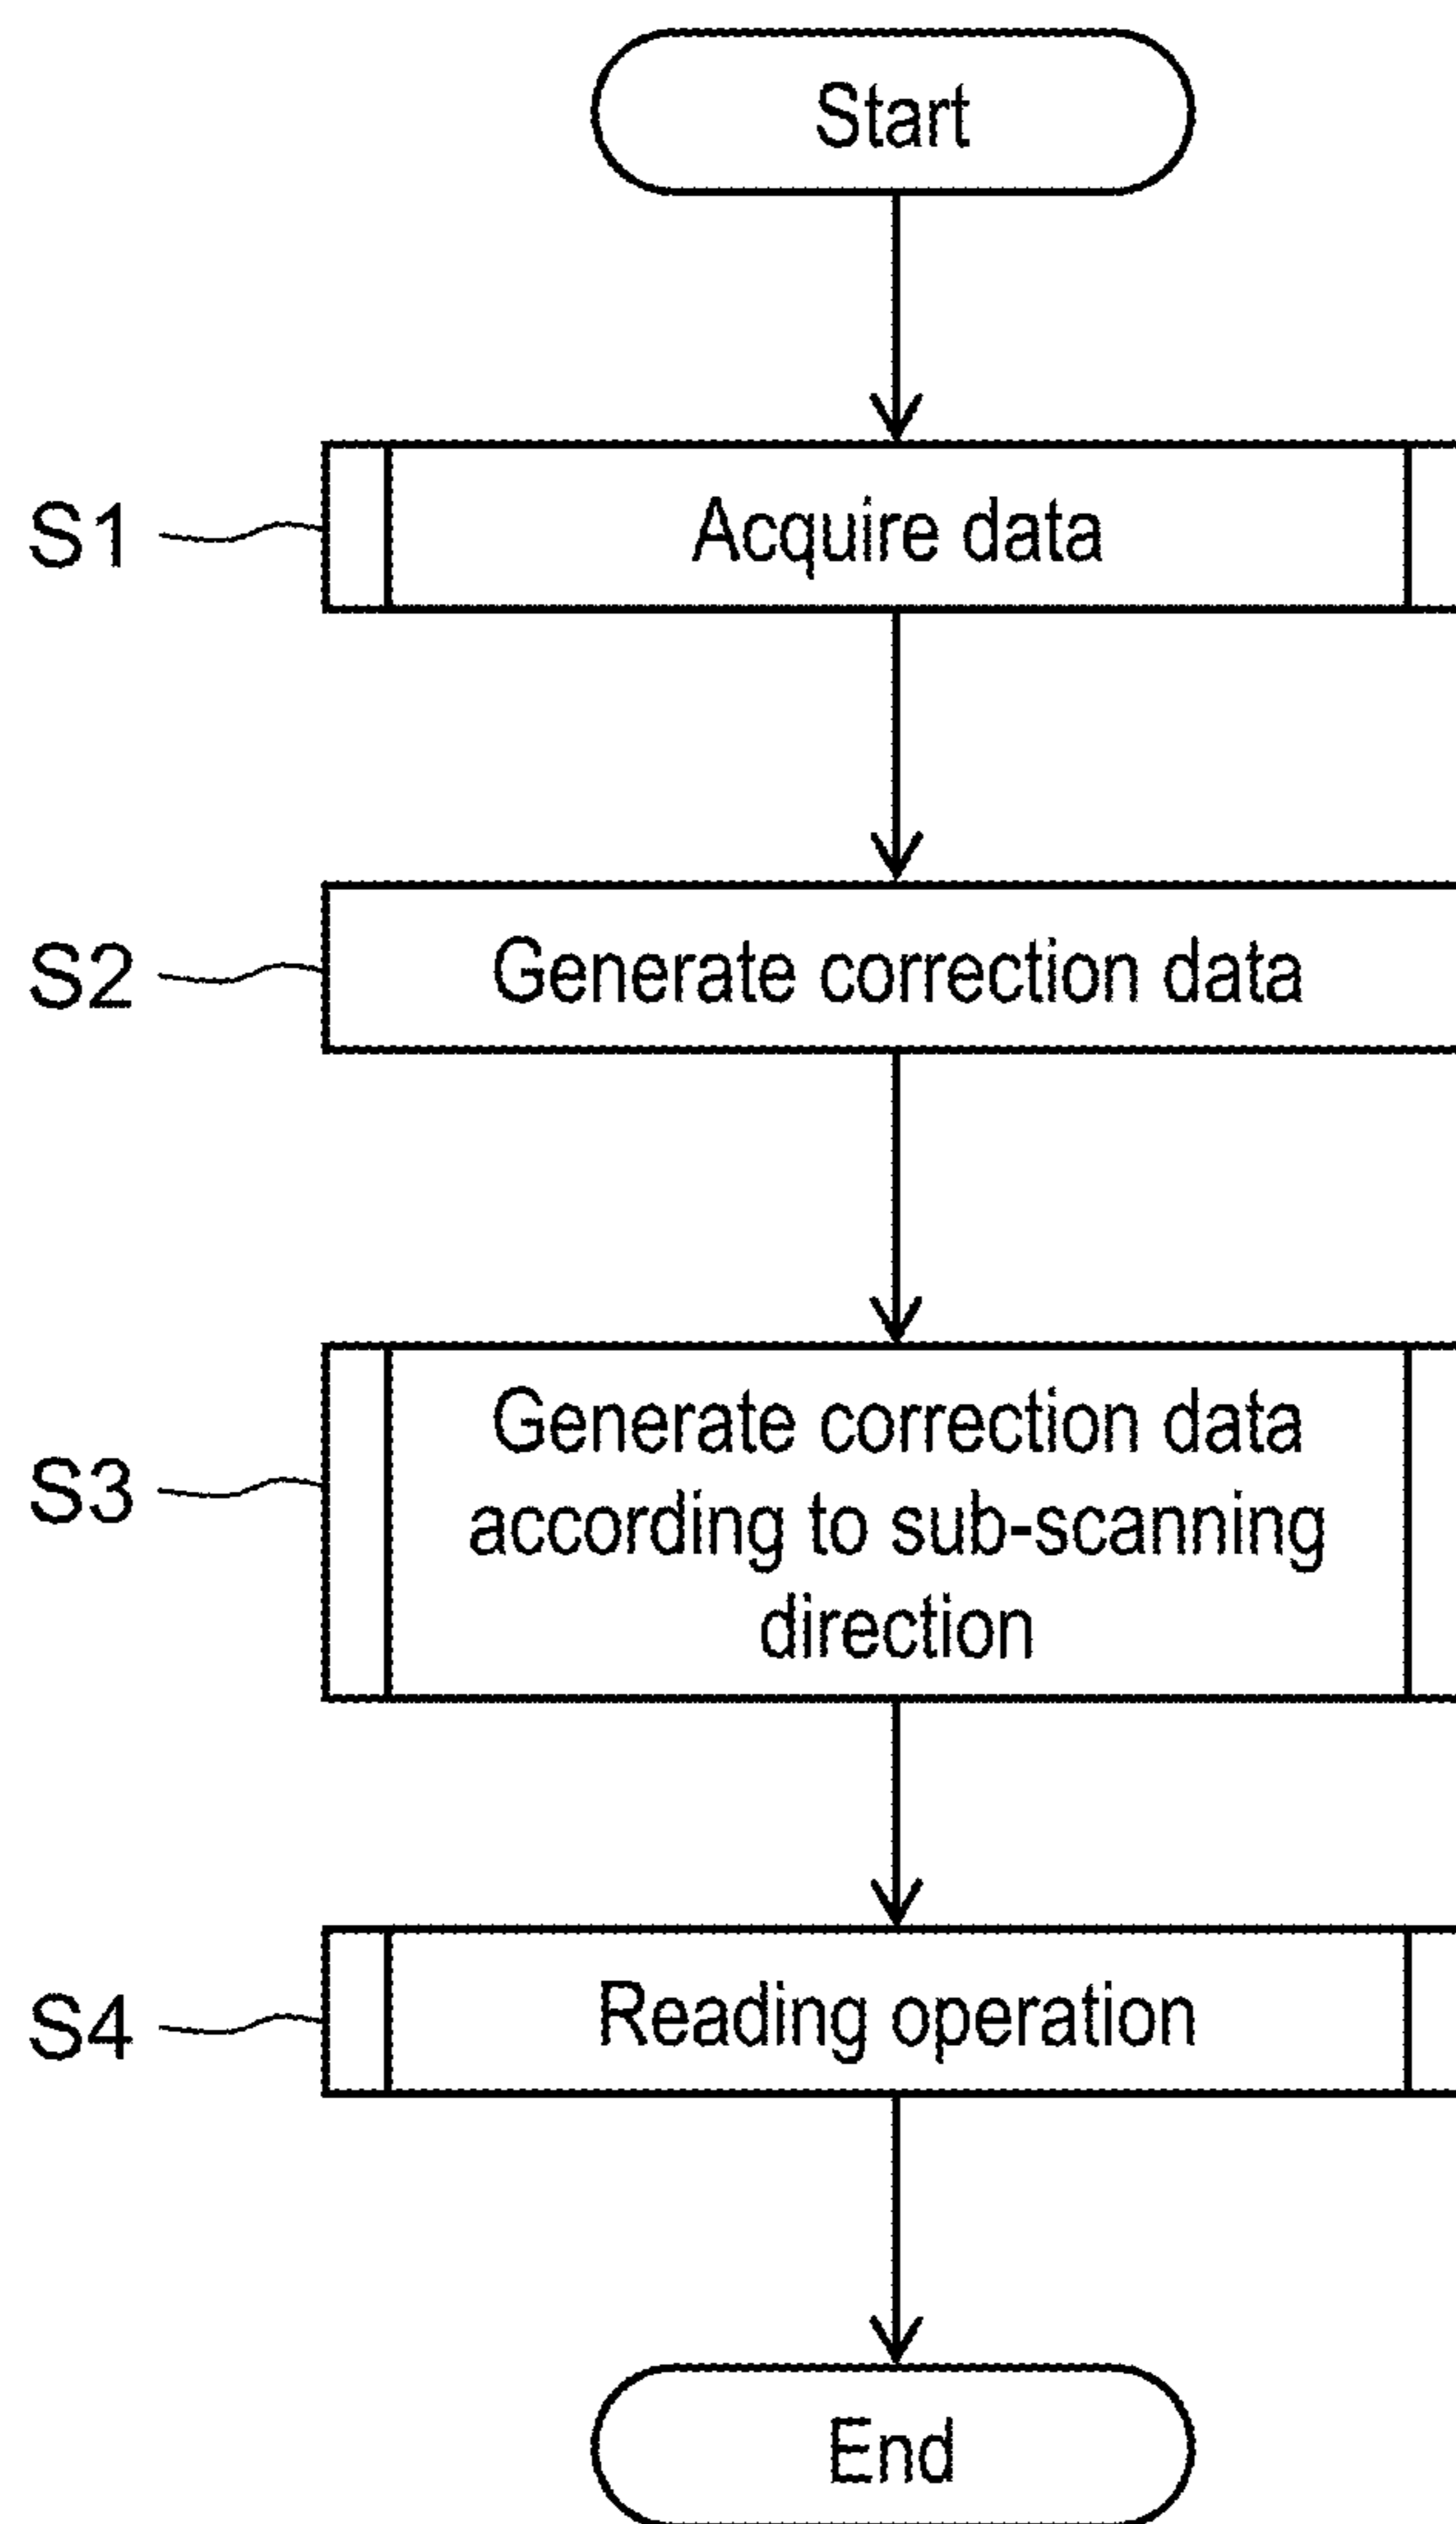 Start
S1
Acquire data
S2
Generate correction data
S3
Generate correction data
according to sub-scanning
direction
S4
Reading operation
End